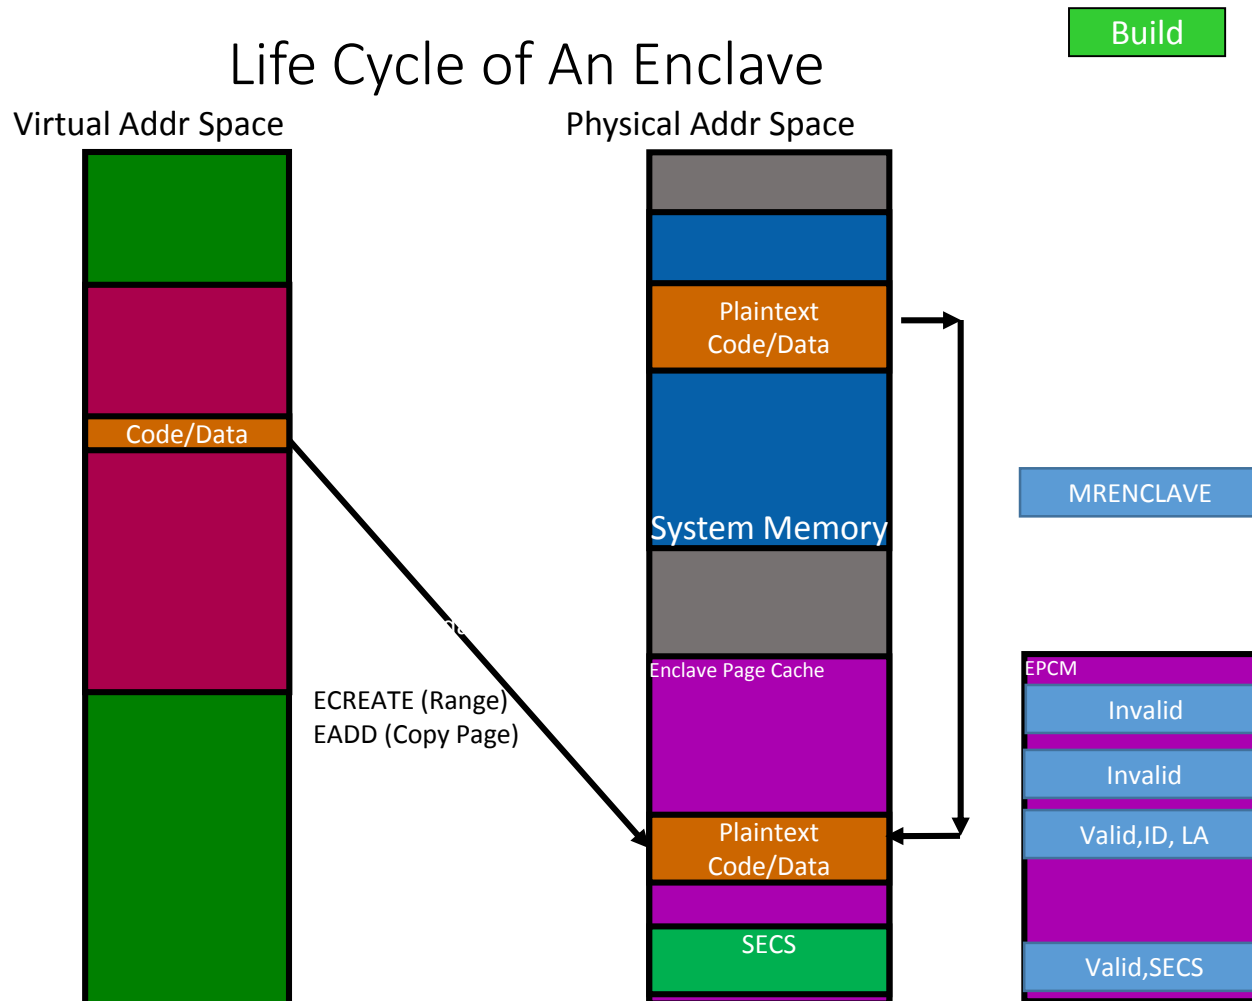 Build
Life Cycle of An Enclave
Virtual Addr Space
Physical Addr Space
Plaintext
Code/Data
Code/Data
System Memory
MRENCLAVE
Enclave Page Cache
ECREATE (Range)
EADD (Copy Page)
Plaintext
Code/Data
SECS
EPCM
Invalid
Invalid
Valid,ID, LA
Valid,SECS